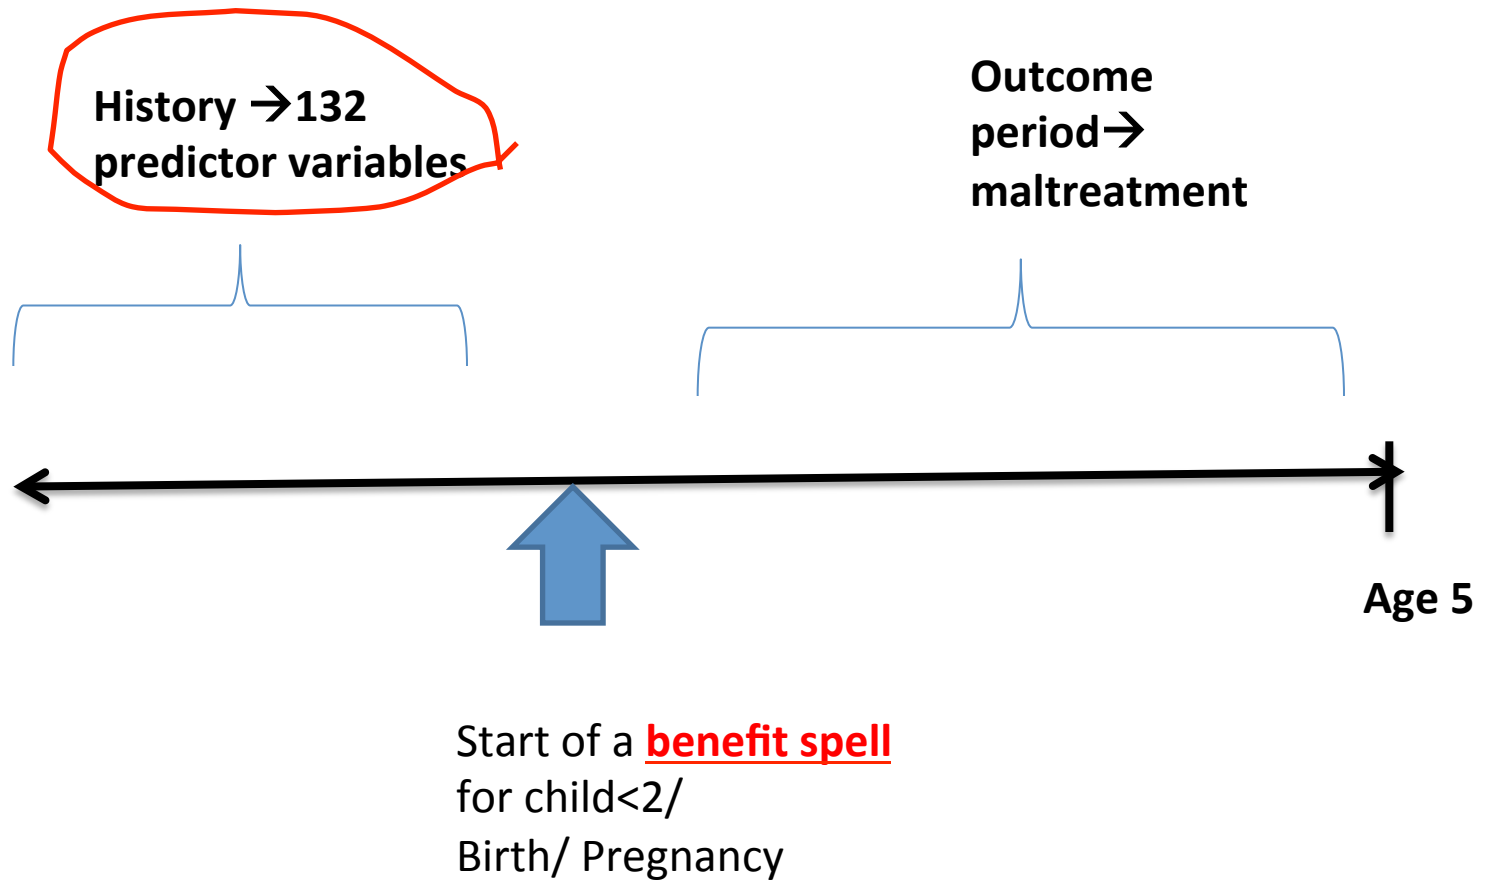 History →132
predictor variables
Outcome
period→
maltreatment
Age 5
Start of a benefit spell
for child<2/
Birth/ Pregnancy